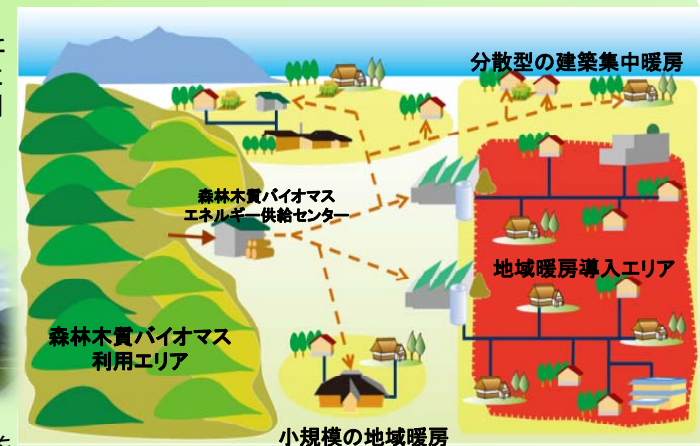 分散型の建築集中暖房
森林木質バイオマス
エネルギー供給センター
地域暖房導入エリア
森林木質バイオマス
利用エリア
小規模の地域暖房
を